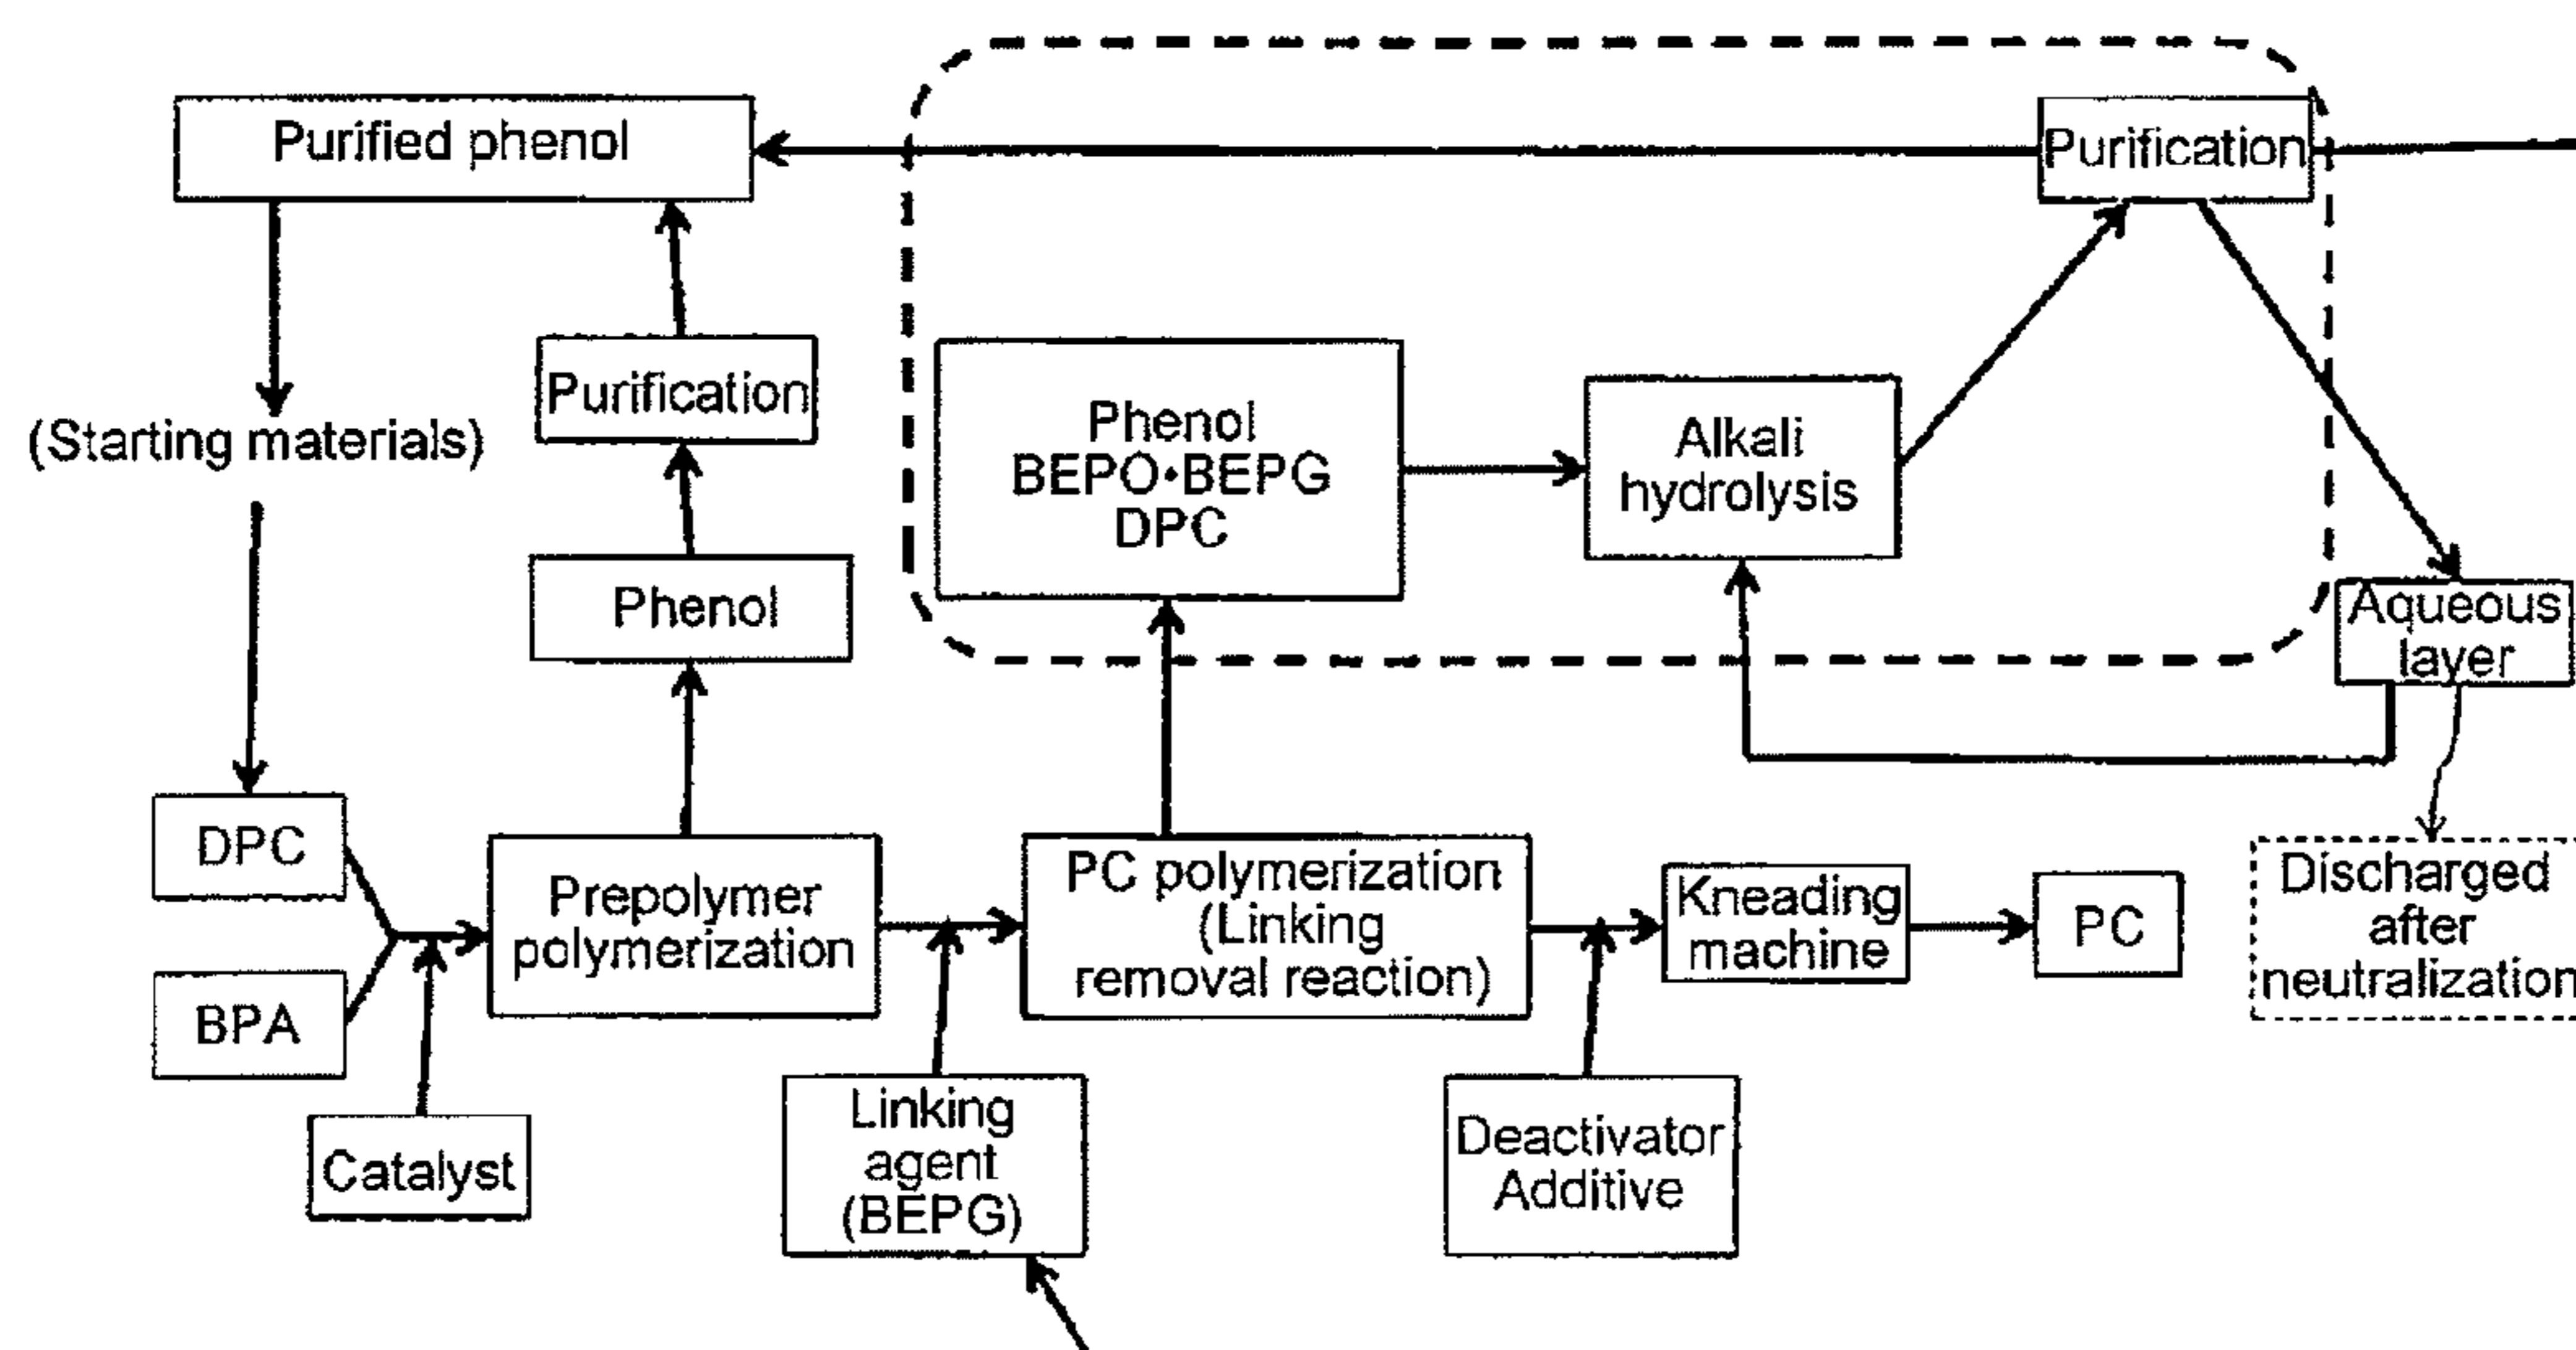 Purified phenol
Purification
(Starting materials)
Purification
Phenol
BEPO•BEPG
DPC
Alkali
hydrolysis
Phenol
Aqueous
layer
DPC
BPA
Catalyst
Prepolymer
polymerization
Linking
agent
(BEPG)
PC polymerization
(Linking
removal reaction)
Deactivator
Additive
Kneading
machine
PC
Discharged
after
neutralization